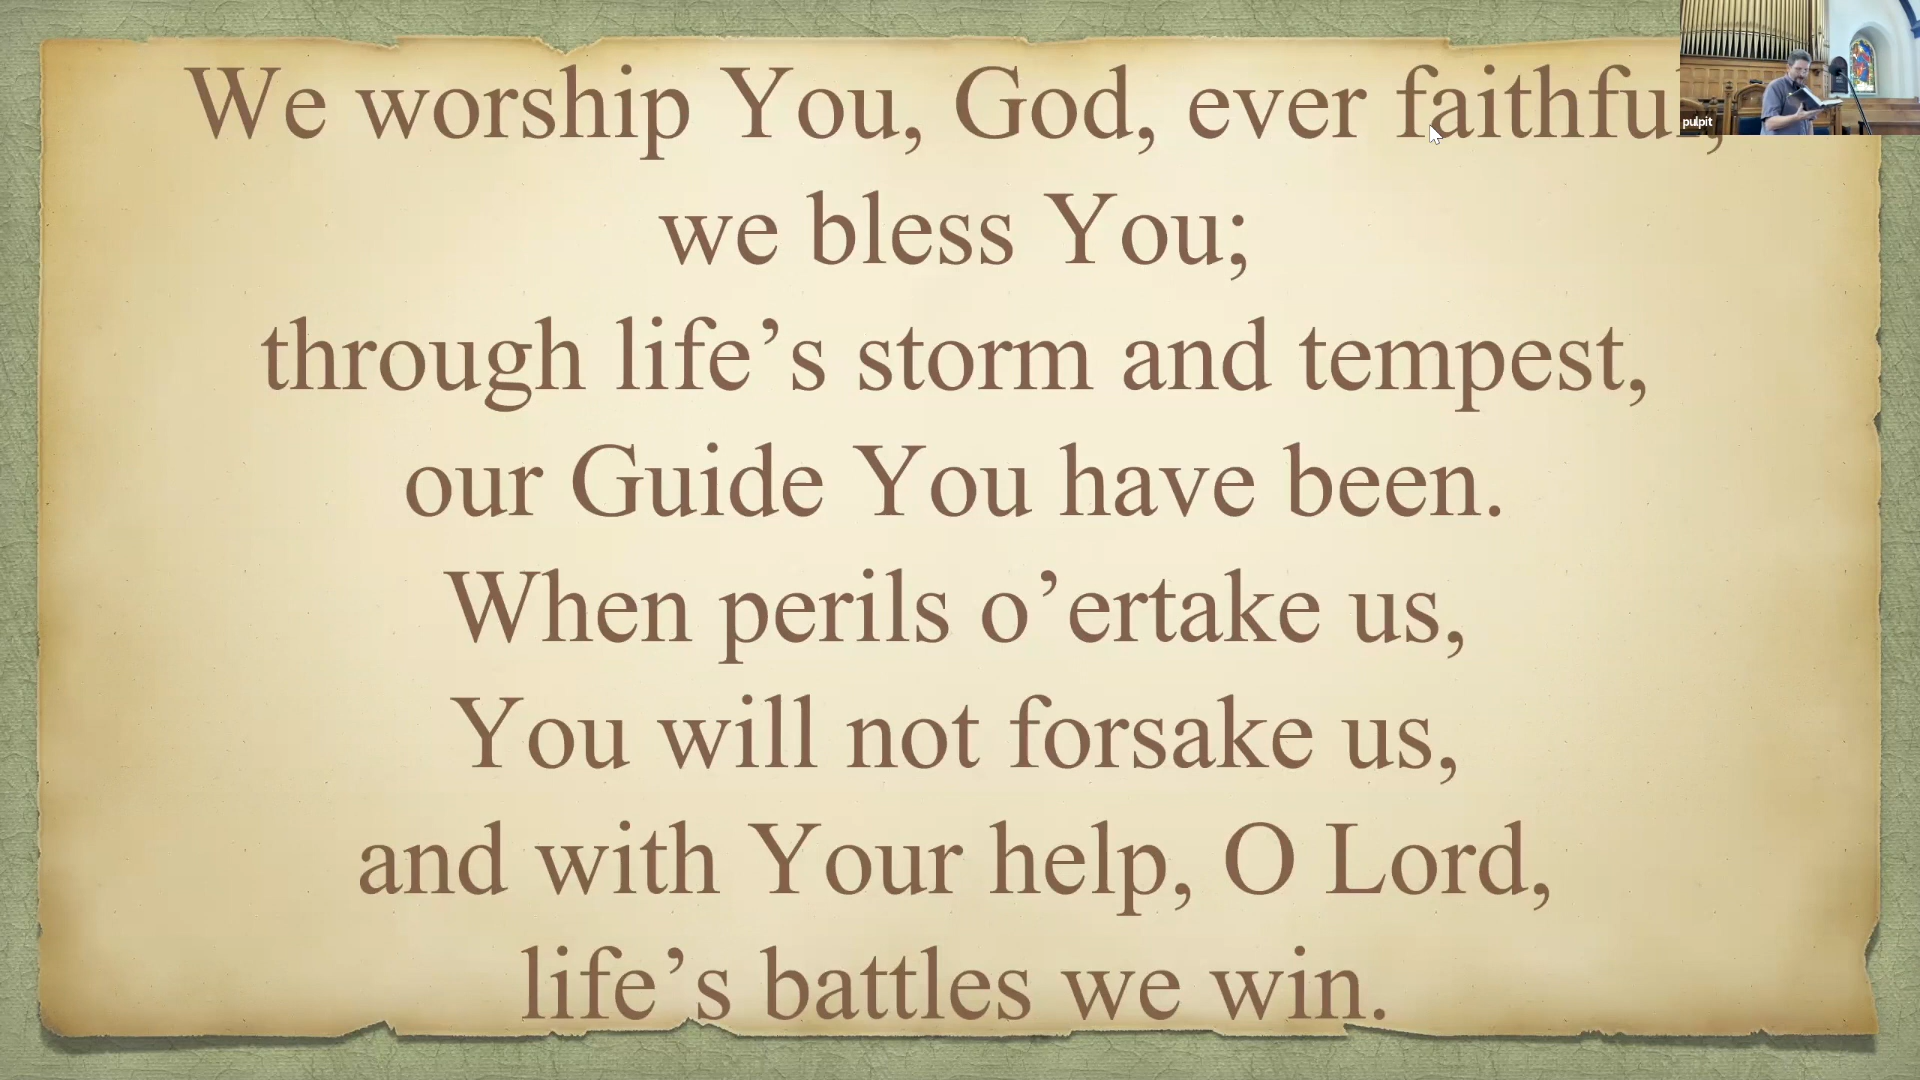 We worship You, God, ever faithful,
we bless You;
through life’s storm and tempest,
our Guide You have been.
When perils o’ertake us,
You will not forsake us,
and with Your help, O Lord,
life’s battles we win.
pulpit